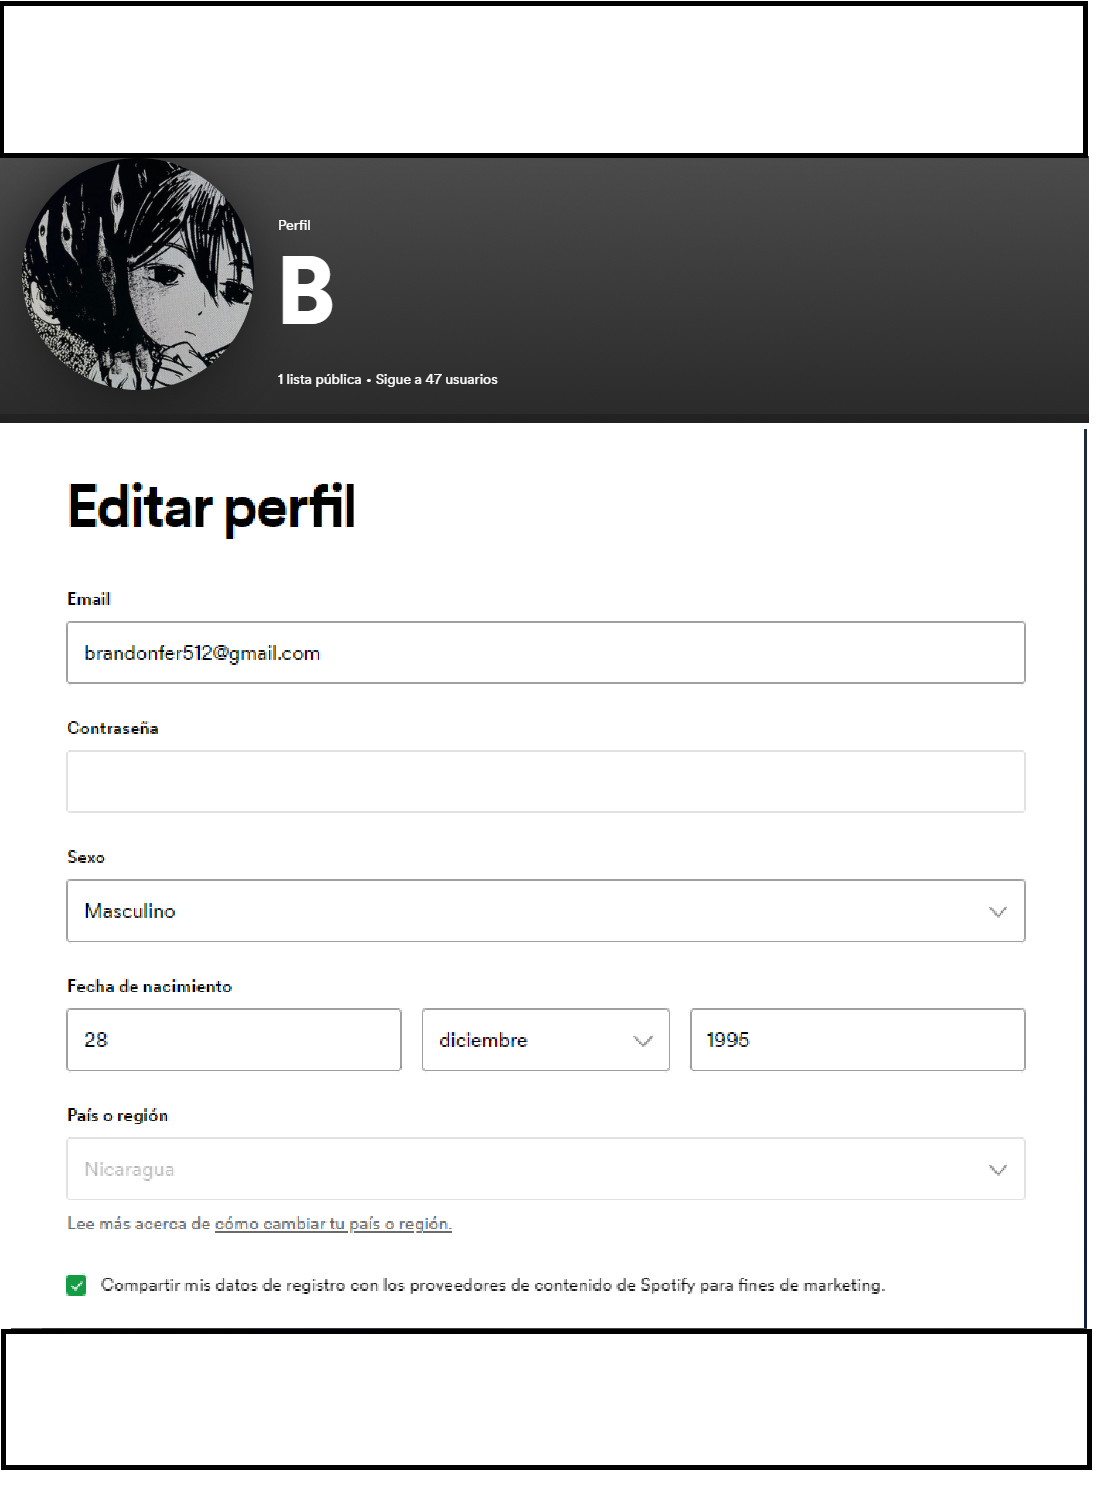 Perfil
B
1 lista pública • Sigue a 47 usuarios
Editar perfil
Email
brandonfer512@gmail.com
Contraseña
Sexo
Masculino
Fecha de nacimiento
28 diciembre 1995
País o región
Nicaragua
Lee más acerca de cómo cambiar tu país o región.
Compartir mis datos de registro con los proveedores de contenido de Spotify para fines de marketing.